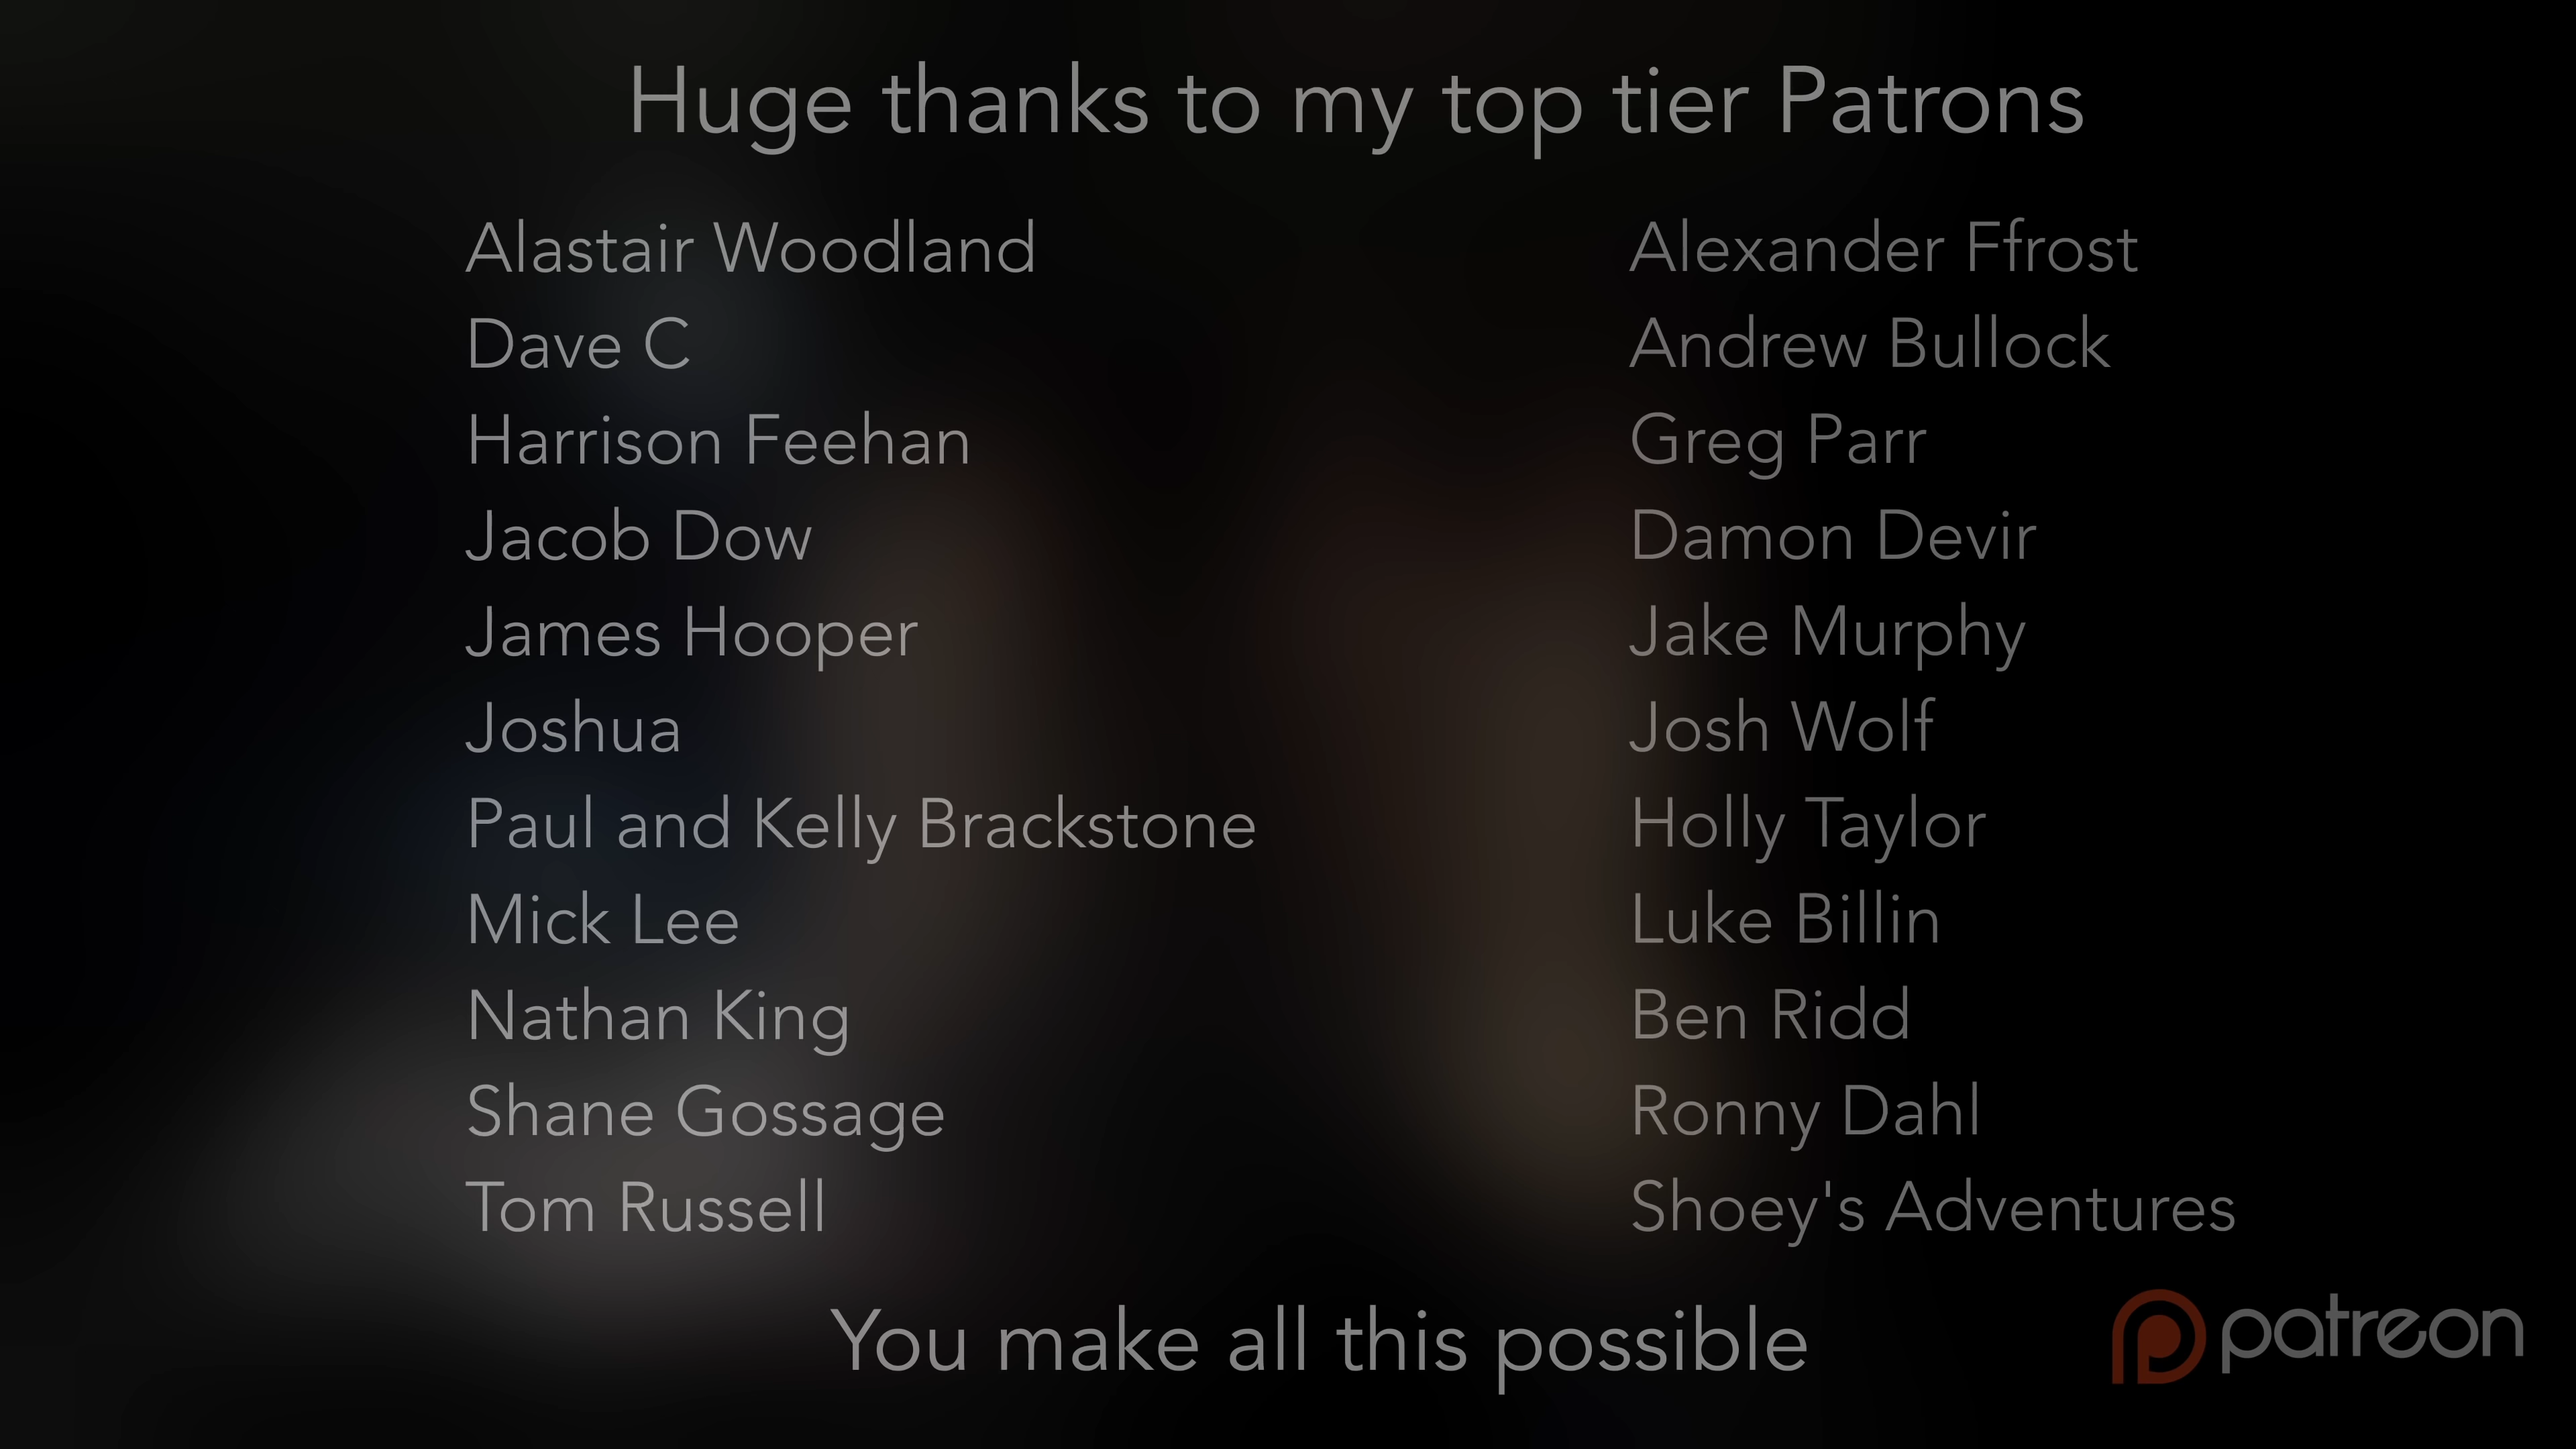 Huge thanks to my top tier Patrons
Alastair Woodland
Dave C
Harrison Feehan
Jacob Dow
James Hooper
Joshua
Paul and Kelly Brackstone
Mick Lee
Nathan King
Shane Gossage
Tom Russell
Alexander Ffrost
Andrew Bullock
Greg Parr
Damon Devir
Jake Murphy
Josh Wolf
Holly Taylor
Luke Billin
Ben Ridd
Ronny Dahl
Shoey's Adventures
You make all this possible
patreon